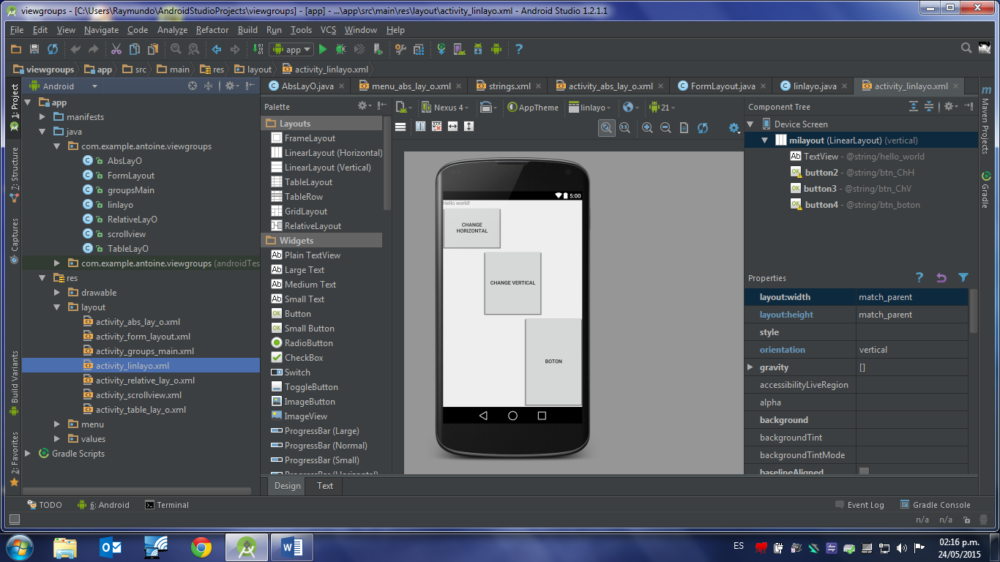 viewgroups - [C:\Users\Raymundo\AndroidStudioProjects\viewgroups] - [app] - ...\app\src\main\res\layout\activity_linlayo.xml - Android Studio 1.2.1.1
File Edit View Navigate Code Analyze Refactor Build Run Tools VCS Window Help
app
viewgroups app src main res layout activity_linlayo.xml
Android
AbsLayO.java menu_abs_lay_o.xml strings.xml activity_abs_lay_o.xml FormLayout.java linlayo.java activity_linlayo.xml
1: Project
7: Structure
Captures
Build Variants
2: Favorites
app
manifests
java
com.example.antoine.viewgroups
AbsLayO
FormLayout
groupsMain
linlayo
RelativeLayO
scrollview
TableLayO
com.example.antoine.viewgroups (androidTes
res
drawable
layout
activity_abs_lay_o.xml
activity_form_layout.xml
activity_groups_main.xml
activity_linlayo.xml
activity_relative_lay_o.xml
activity_scrollview.xml
activity_table_lay_o.xml
menu
values
Gradle Scripts
Palette
Layouts
FrameLayout
LinearLayout (Horizontal)
LinearLayout (Vertical)
TableLayout
TableRow
GridLayout
RelativeLayout
Widgets
Plain TextView
Large Text
Medium Text
Small Text
Button
Small Button
RadioButton
CheckBox
Switch
ToggleButton
ImageButton
ImageView
ProgressBar (Large)
ProgressBar (Normal)
ProgressBar (Small)
ProgressBar (Horizontal)
Design Text
Nexus 4 AppTheme linlayo 21
5:00
Hello world!
CHANGE
HORIZONTAL
CHANGE VERTICAL
BOTON
Component Tree
Device Screen
milayout (LinearLayout) (vertical)
Ab TextView - @string/hello_world
OK button2 - @string/btn_ChH
OK button3 - @string/btn_ChV
OK button4 - @string/btn_boton
Properties
layout:width match_parent
layout:height match_parent
style
orientation vertical
gravity []
accessibilityLiveRegion
alpha
background
backgroundTint
backgroundTintMode
baselineAligned
Maven Projects
Gradle
TODO 6: Android Terminal Event Log Gradle Console
n/a n/a
ES
02:16 p.m.
24/05/2015